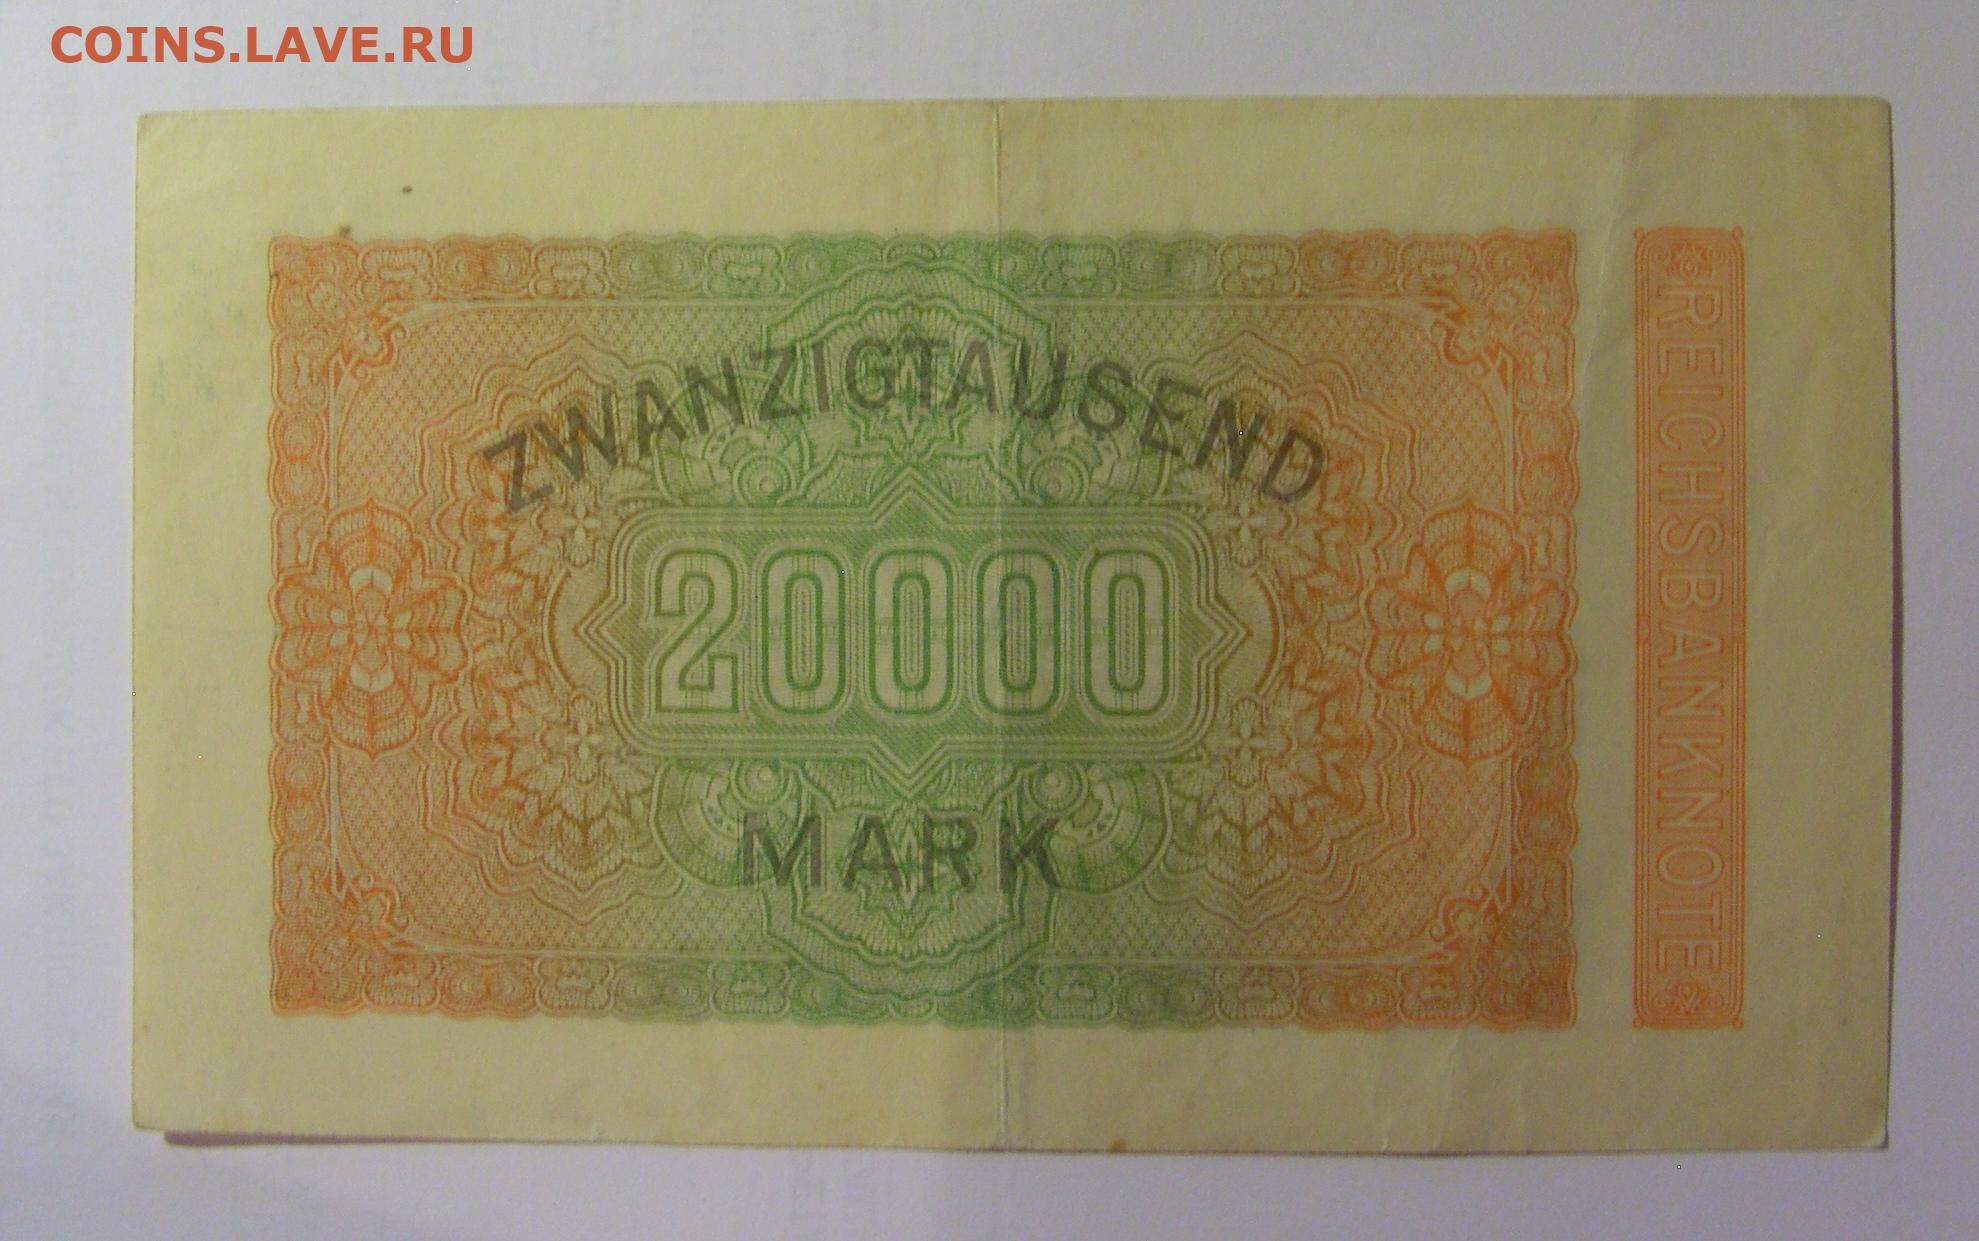 COINS.LAVE.RU
ZWANZIGTAUSEND
20000
MARK
REICHSBANKNOTE